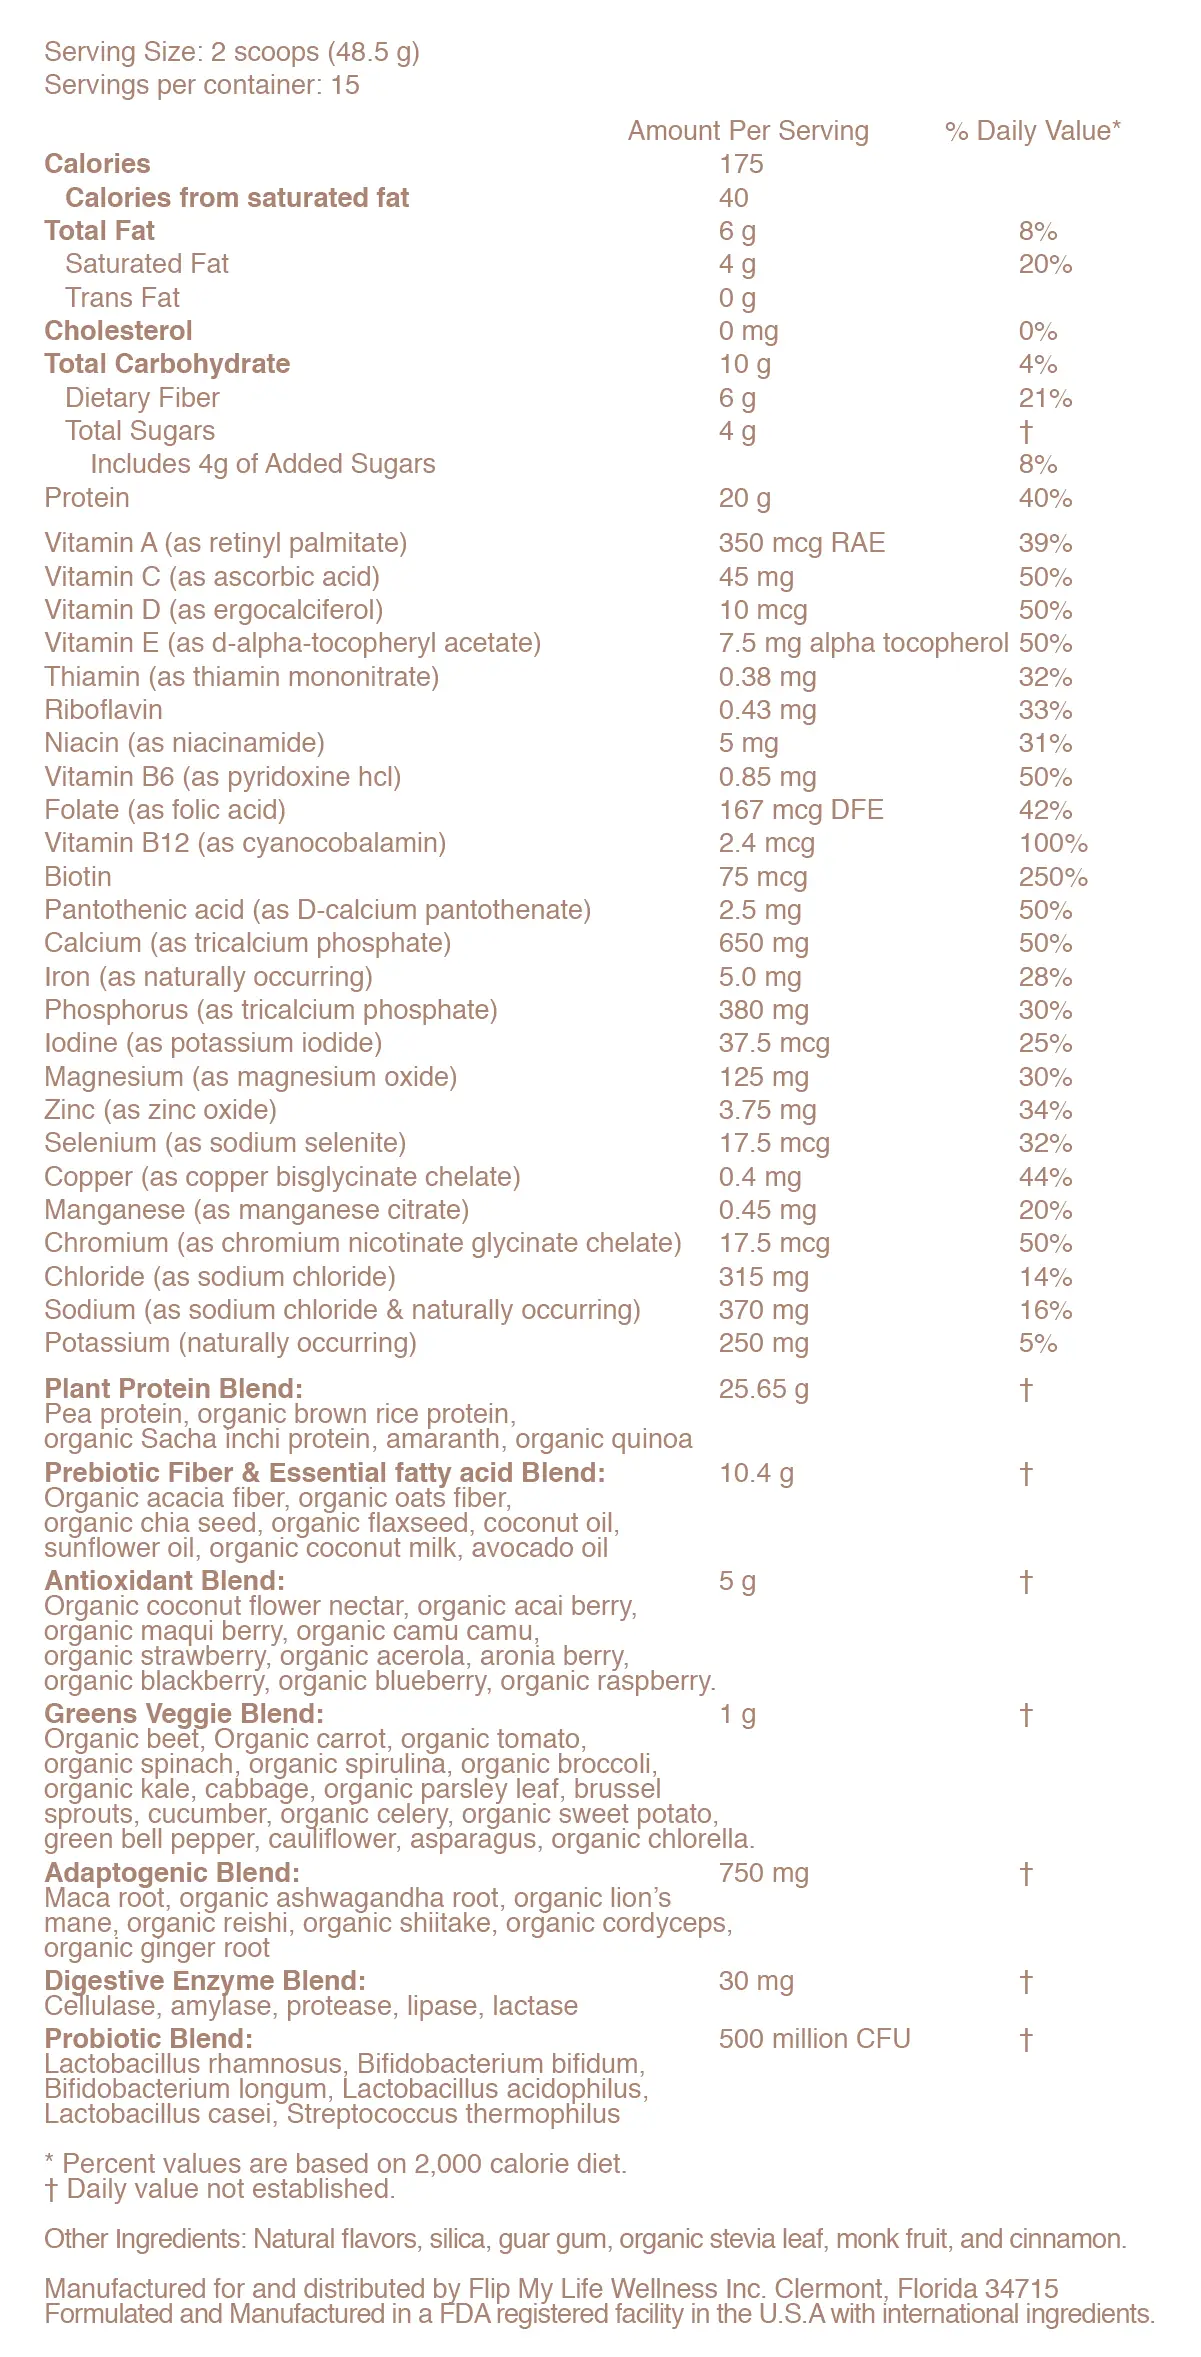 Serving Size: 2 scoops (48.5 g)
Servings per container: 15
Amount Per Serving % Daily Value*
Calories 175
Calories from saturated fat 40
Total Fat 6 g 8%
Saturated Fat 4 g 20%
Trans Fat 0 g
Cholesterol 0 mg 0%
Total Carbohydrate 10 g 4%
Dietary Fiber 6 g 21%
Total Sugars 4 g †
Includes 4g of Added Sugars 8%
Protein 20 g 40%
Vitamin A (as retinyl palmitate) 350 mcg RAE 39%
Vitamin C (as ascorbic acid) 45 mg 50%
Vitamin D (as ergocalciferol) 10 mcg 50%
Vitamin E (as d-alpha-tocopheryl acetate) 7.5 mg alpha tocopherol 50%
Thiamin (as thiamin mononitrate) 0.38 mg 32%
Riboflavin 0.43 mg 33%
Niacin (as niacinamide) 5 mg 31%
Vitamin B6 (as pyridoxine hcl) 0.85 mg 50%
Folate (as folic acid) 167 mcg DFE 42%
Vitamin B12 (as cyanocobalamin) 2.4 mcg 100%
Biotin 75 mcg 250%
Pantothenic acid (as D-calcium pantothenate) 2.5 mg 50%
Calcium (as tricalcium phosphate) 650 mg 50%
Iron (as naturally occurring) 5.0 mg 28%
Phosphorus (as tricalcium phosphate) 380 mg 30%
Iodine (as potassium iodide) 37.5 mcg 25%
Magnesium (as magnesium oxide) 125 mg 30%
Zinc (as zinc oxide) 3.75 mg 34%
Selenium (as sodium selenite) 17.5 mcg 32%
Copper (as copper bisglycinate chelate) 0.4 mg 44%
Manganese (as manganese citrate) 0.45 mg 20%
Chromium (as chromium nicotinate glycinate chelate) 17.5 mcg 50%
Chloride (as sodium chloride) 315 mg 14%
Sodium (as sodium chloride & naturally occurring) 370 mg 16%
Potassium (naturally occurring) 250 mg 5%
Plant Protein Blend: 25.65 g †
Pea protein, organic brown rice protein,
organic Sacha inchi protein, amaranth, organic quinoa
Prebiotic Fiber & Essential fatty acid Blend: 10.4 g †
Organic acacia fiber, organic oats fiber,
organic chia seed, organic flaxseed, coconut oil,
sunflower oil, organic coconut milk, avocado oil
Antioxidant Blend: 5 g †
Organic coconut flower nectar, organic acai berry,
organic maqui berry, organic camu camu,
organic strawberry, organic acerola, aronia berry,
organic blackberry, organic blueberry, organic raspberry.
Greens Veggie Blend: 1 g †
Organic beet, Organic carrot, organic tomato,
organic spinach, organic spirulina, organic broccoli,
organic kale, cabbage, organic parsley leaf, brussel
sprouts, cucumber, organic celery, organic sweet potato,
green bell pepper, cauliflower, asparagus, organic chlorella.
Adaptogenic Blend: 750 mg †
Maca root, organic ashwagandha root, organic lion’s
mane, organic reishi, organic shiitake, organic cordyceps,
organic ginger root
Digestive Enzyme Blend: 30 mg †
Cellulase, amylase, protease, lipase, lactase
Probiotic Blend: 500 million CFU †
Lactobacillus rhamnosus, Bifidobacterium bifidum,
Bifidobacterium longum, Lactobacillus acidophilus,
Lactobacillus casei, Streptococcus thermophilus
* Percent values are based on 2,000 calorie diet.
† Daily value not established.
Other Ingredients: Natural flavors, silica, guar gum, organic stevia leaf, monk fruit, and cinnamon.
Manufactured for and distributed by Flip My Life Wellness Inc. Clermont, Florida 34715
Formulated and Manufactured in a FDA registered facility in the U.S.A with international ingredients.